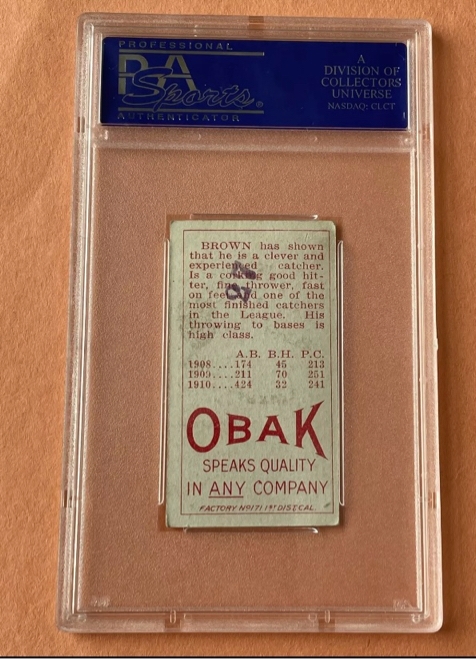 PROFESSIONAL
PSA
Sports®
AUTHENTICATOR
A
DIVISION OF
COLLECTORS
UNIVERSE
NASDAQ: CLCT
BROWN has shown
that he is a clever and
experienced catcher.
Is a corking good hit-
ter, fine thrower, fast
on feet and one of the
most finished catchers
in the League. His
throwing to bases is
high class.
A.B. B.H. P.C.
1908....174 45 213
1909....211 70 251
1910....424 32 241
OBAK
SPEAKS QUALITY
IN ANY COMPANY
FACTORY Nº171 1ST DIST. CAL.